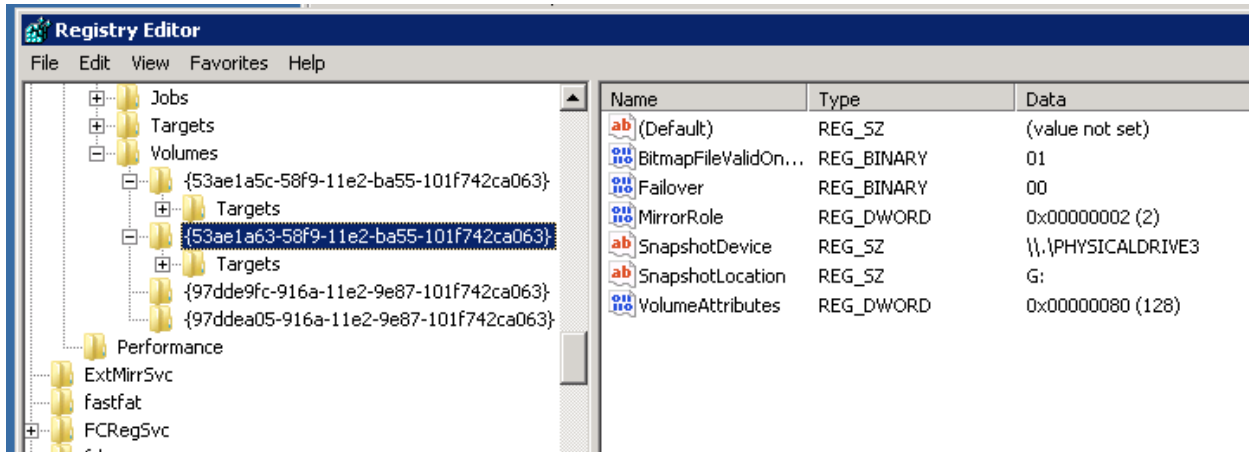 Registry Editor
File Edit View Favorites Help
Jobs
Targets
Volumes
{53ae1a5c-58f9-11e2-ba55-101f742ca063}
Targets
{53ae1a63-58f9-11e2-ba55-101f742ca063}
Targets
{97dde9fc-916a-11e2-9e87-101f742ca063}
{97ddea05-916a-11e2-9e87-101f742ca063}
Performance
ExtMirrSvc
fastfat
FCRegSvc
Name Type Data
(Default) REG_SZ (value not set)
BitmapFileValidOn... REG_BINARY 01
Failover REG_BINARY 00
MirrorRole REG_DWORD 0x00000002 (2)
SnapshotDevice REG_SZ \\.\PHYSICALDRIVE3
SnapshotLocation REG_SZ G:
VolumeAttributes REG_DWORD 0x00000080 (128)